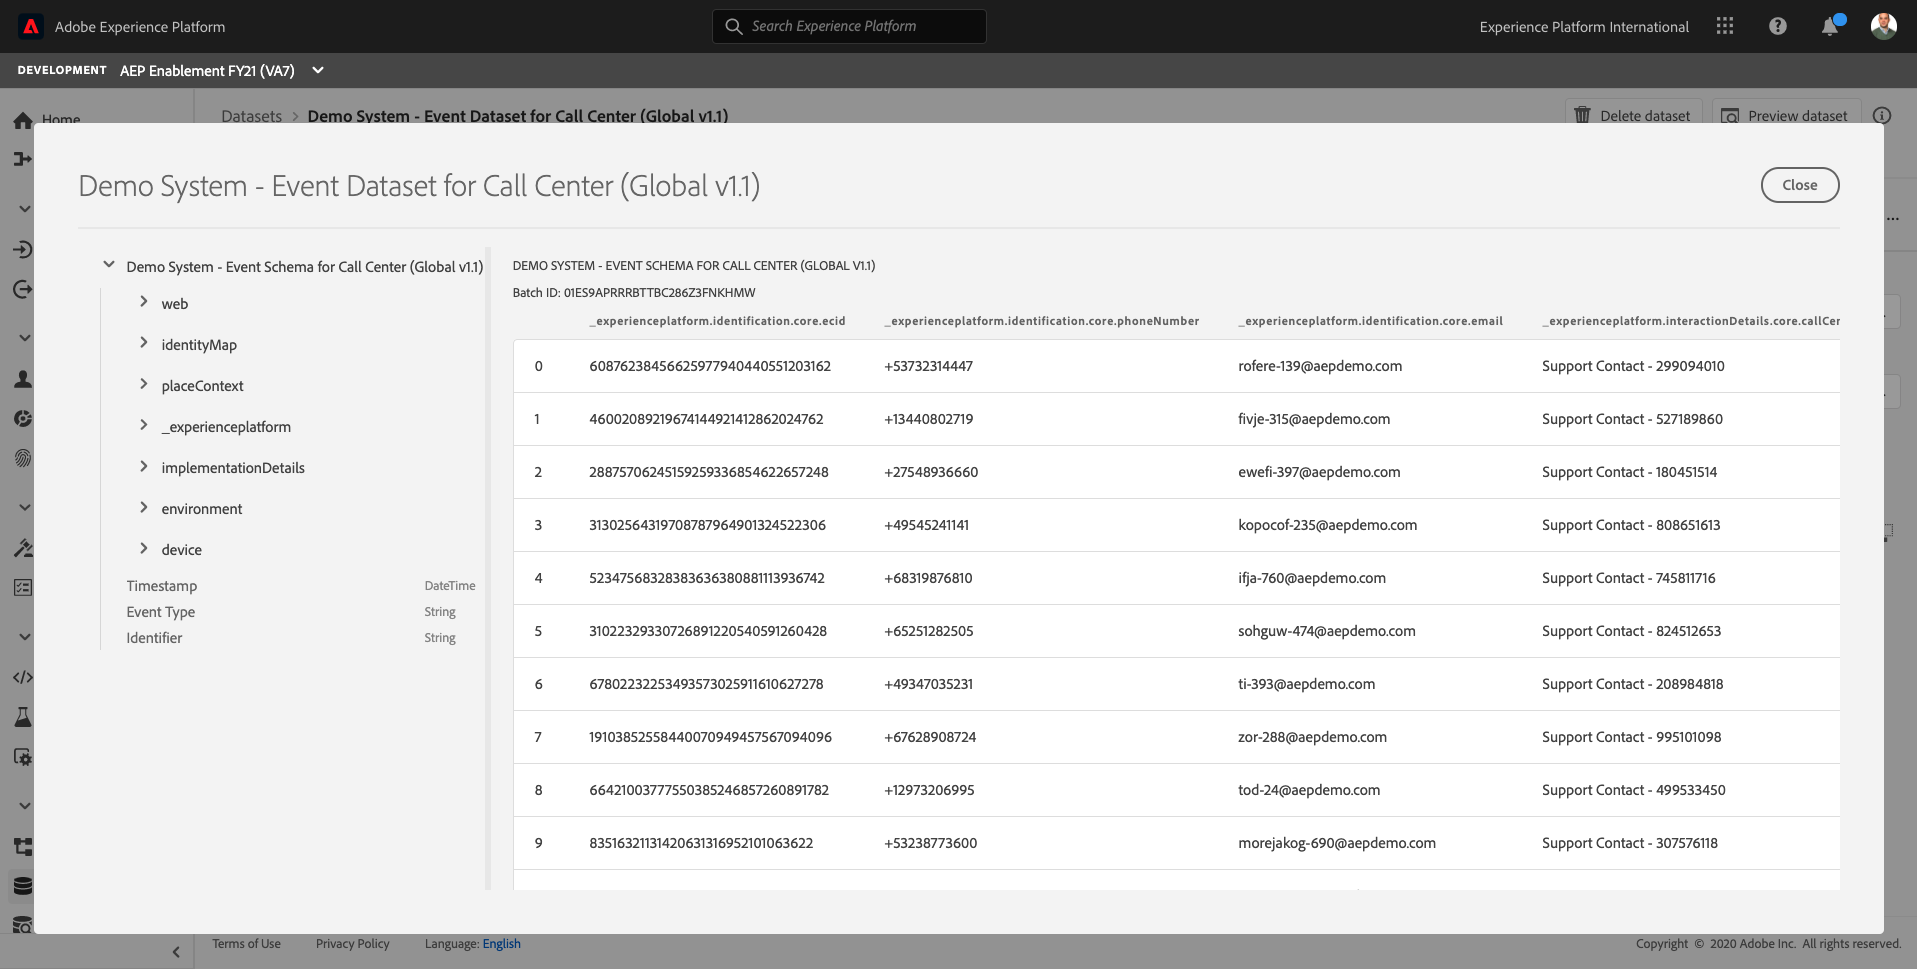 Adobe Experience Platform
Search Experience Platform
Experience Platform International
DEVELOPMENT AEP Enablement FY21 (VA7)
Home
Datasets > Demo System - Event Dataset for Call Center (Global v1.1)
Delete dataset
Preview dataset
Demo System - Event Dataset for Call Center (Global v1.1)
Close
Demo System - Event Schema for Call Center (Global v1.1)
web
identityMap
placeContext
_experienceplatform
implementationDetails
environment
device
Timestamp DateTime
Event Type String
Identifier String
DEMO SYSTEM - EVENT SCHEMA FOR CALL CENTER (GLOBAL V1.1)
Batch ID: 01ES9APRRRBTTBC286Z3FNKHMW
_experienceplatform.identification.core.ecid _experienceplatform.identification.core.phoneNumber _experienceplatform.identification.core.email _experienceplatform.interactionDetails.core.callCer
0 60876238456625977940440551203162 +53732314447 rofere-139@aepdemo.com Support Contact - 299094010
1 46002089219674144921412862024762 +13440802719 fivje-315@aepdemo.com Support Contact - 527189860
2 28875706245159259336854622657248 +27548936660 ewefi-397@aepdemo.com Support Contact - 180451514
3 31302564319708787964901324522306 +49545241141 kopocof-235@aepdemo.com Support Contact - 808651613
4 52347568328383636380881113936742 +68319876810 ifja-760@aepdemo.com Support Contact - 745811716
5 31022329330726891220540591260428 +65251282505 sohguw-474@aepdemo.com Support Contact - 824512653
6 67802232253493573025911610627278 +49347035231 ti-393@aepdemo.com Support Contact - 208984818
7 19103852558440070949457567094096 +67628908724 zor-288@aepdemo.com Support Contact - 995101098
8 66421003777550385246857260891782 +12973206995 tod-24@aepdemo.com Support Contact - 499533450
9 83516321131420631316952101063622 +53238773600 morejakog-690@aepdemo.com Support Contact - 307576118
Terms of Use Privacy Policy Language: English
Copyright © 2020 Adobe Inc. All rights reserved.